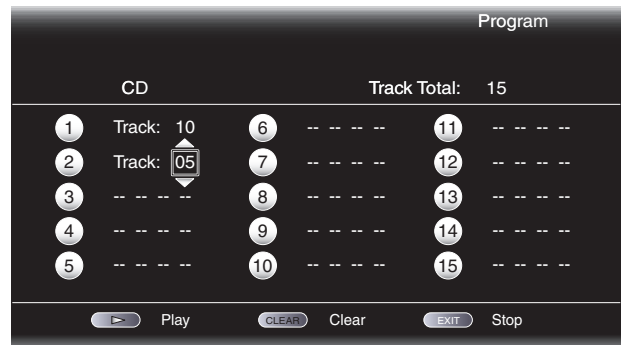 Program
CD Track Total: 15
1 Track: 10 6 -- -- -- -- 11 -- -- -- --
2 Track: 05 7 -- -- -- -- 12 -- -- -- --
3 -- -- -- -- 8 -- -- -- -- 13 -- -- -- --
4 -- -- -- -- 9 -- -- -- -- 14 -- -- -- --
5 -- -- -- -- 10 -- -- -- -- 15 -- -- -- --
Play CLEAR Clear EXIT Stop